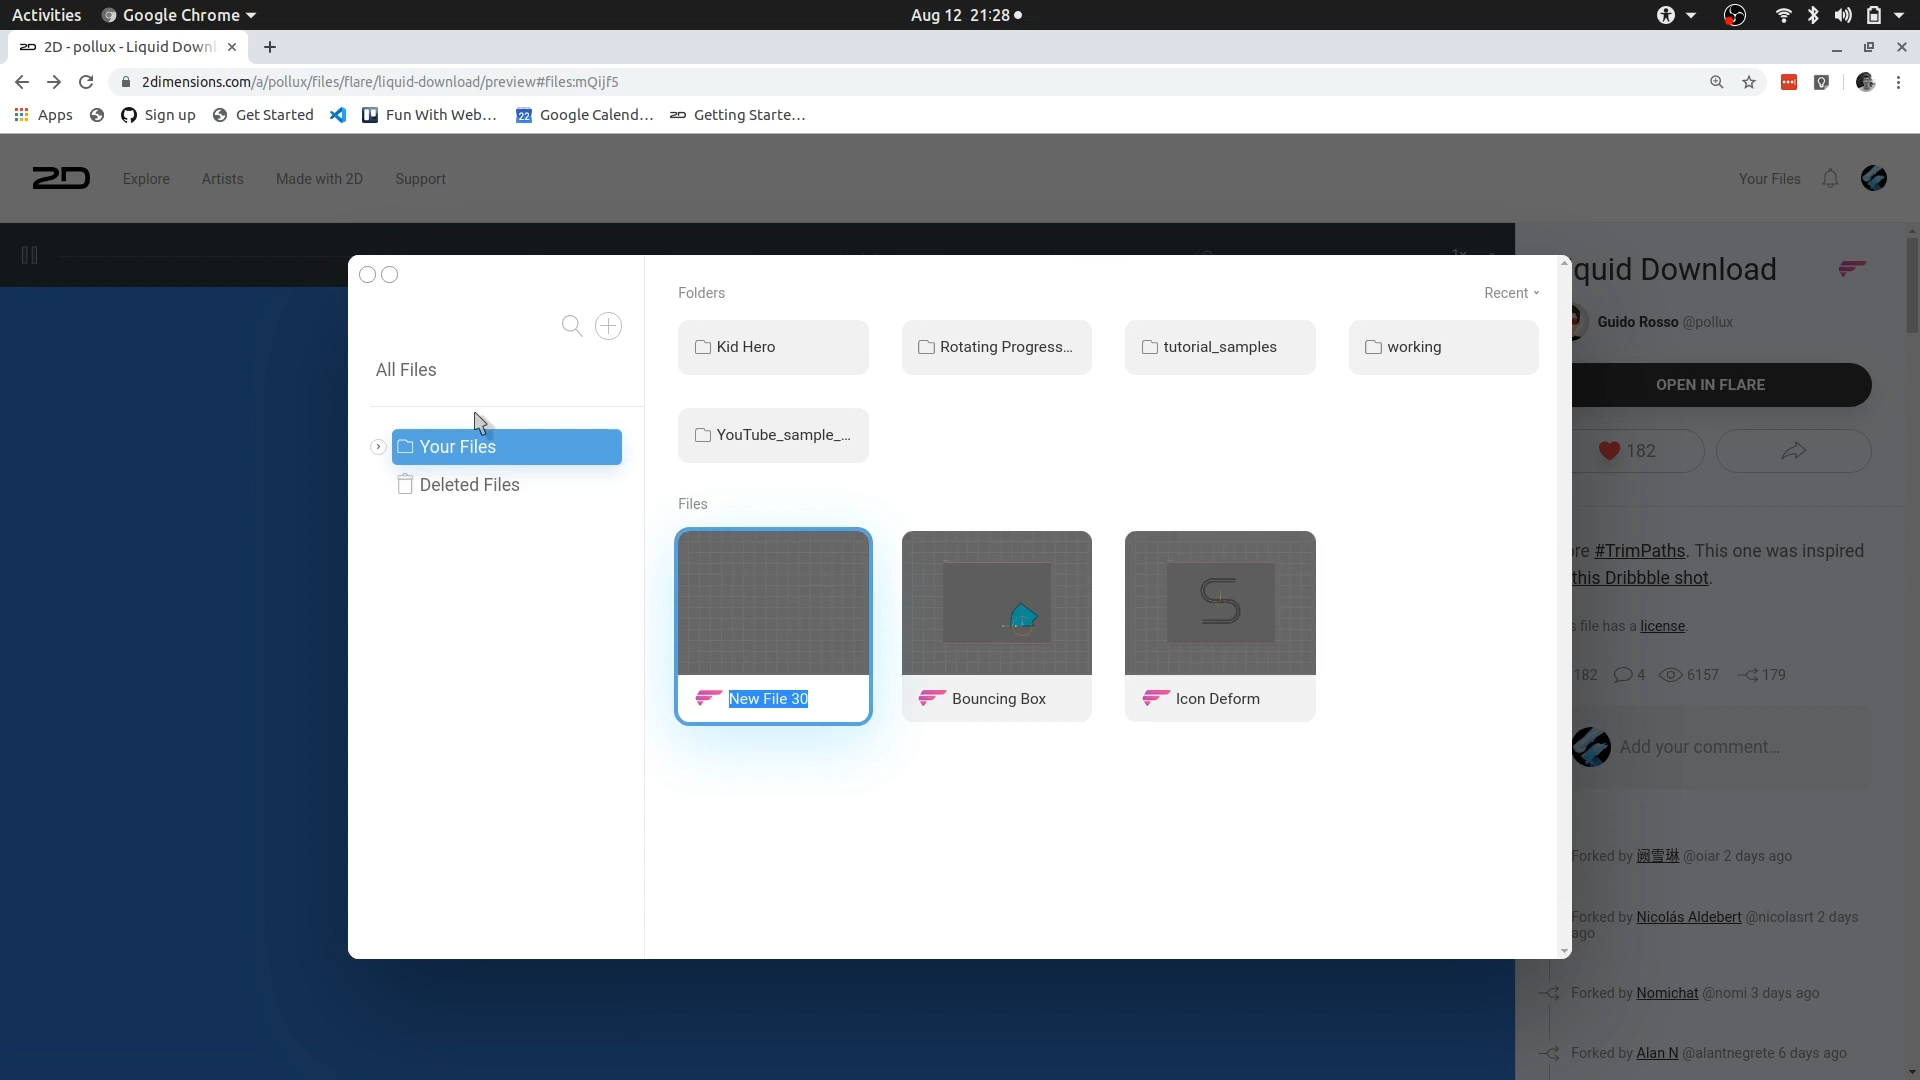 Activities
Google Chrome
Aug 12 21:28
2D - pollux - Liquid Downl
2dimensions.com/a/pollux/files/flare/liquid-download/preview#files:mQijf5
Apps
Sign up
Get Started
Fun With Web...
22
Google Calend...
2D
Getting Starte...
2D
Explore
Artists
Made with 2D
Support
Your Files
1x
quid Download
Guido Rosso @pollux
OPEN IN FLARE
182
All Files
Your Files
Deleted Files
Folders
Recent
Kid Hero
Rotating Progress...
tutorial_samples
working
YouTube_sample_...
Files
New File 30
Bouncing Box
Icon Deform
re #TrimPaths. This one was inspired
this Dribbble shot.
s file has a license.
182
4
6157
179
Add your comment...
Forked by 阙雪琳 @oiar 2 days ago
Forked by Nicolás Aldebert @nicolasrt 2 days
ago
Forked by Nomichat @nomi 3 days ago
Forked by Alan N @alantnegrete 6 days ago